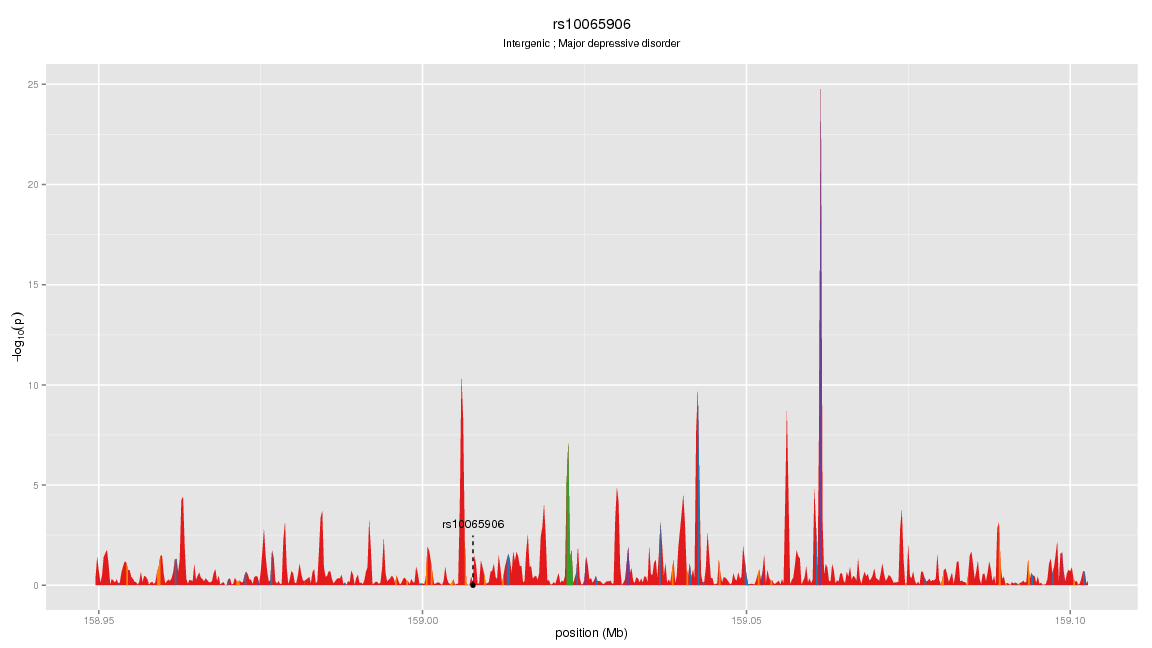 rs10065906
Intergenic ; Major depressive disorder
25
20
15
10
5
0
−log10(p)
rs10065906
158.95
159.00
159.05
159.10
position (Mb)